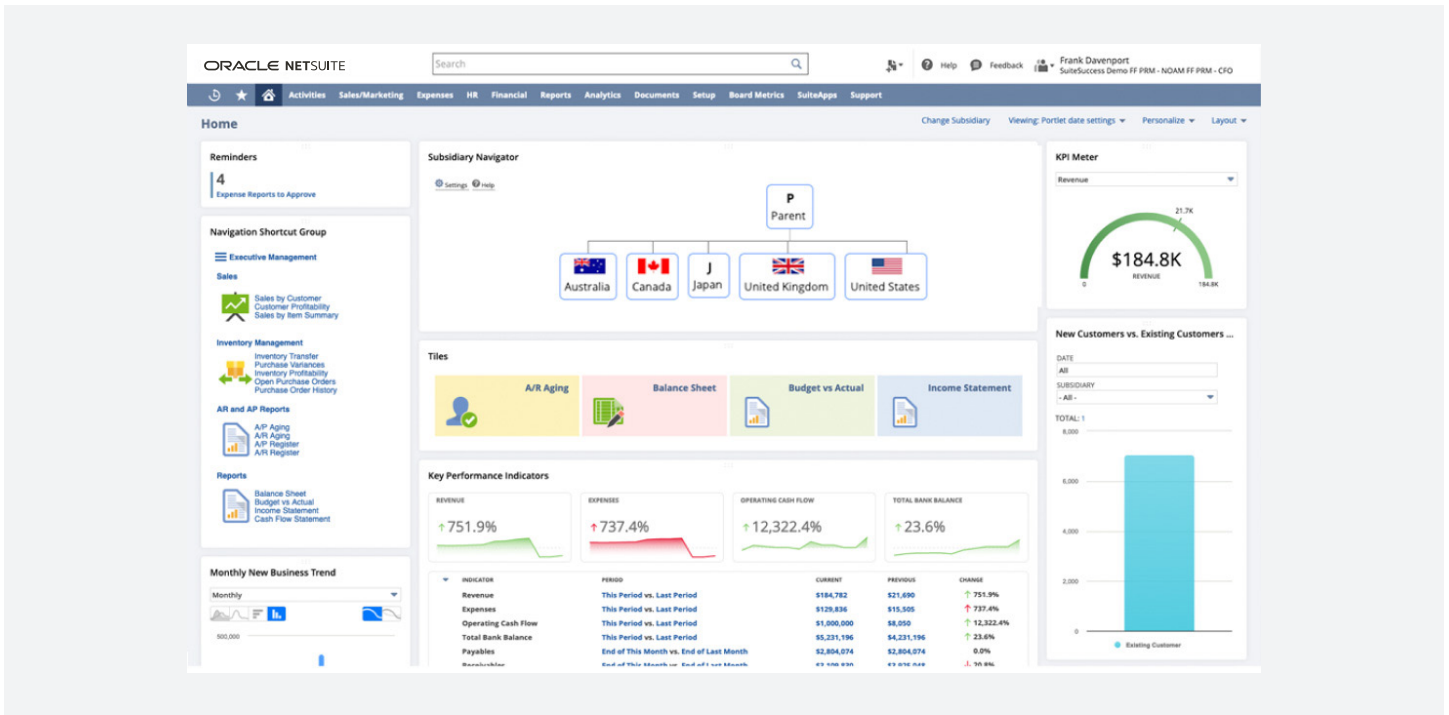 ORACLE NETSUITE
Search
Help
Feedback
Frank Davenport
SuiteSuccess Demo FF PRM - NOAM FF PRM - CFO
Activities Sales/Marketing Expenses HR Financial Reports Analytics Documents Setup Board Metrics SuiteApps Support
Home
Change Subsidiary Viewing: Portlet date settings Personalize Layout
Reminders
4
Expense Reports to Approve
Navigation Shortcut Group
Executive Management
Sales
Sales by Customer
Customer Profitability
Sales by Item Summary
Inventory Management
Inventory Transfer
Purchase Variances
Inventory Profitability
Open Purchase Orders
Purchase Order History
AR and AP Reports
A/P Aging
A/R Aging
A/P Register
A/R Register
Reports
Balance Sheet
Budget vs Actual
Income Statement
Cash Flow Statement
Monthly New Business Trend
Monthly
500,000
Subsidiary Navigator
Settings Help
P
Parent
Australia
Canada
J
Japan
United Kingdom
United States
Tiles
A/R Aging
Balance Sheet
Budget vs Actual
Income Statement
Key Performance Indicators
REVENUE
751.9%
EXPENSES
737.4%
OPERATING CASH FLOW
12,322.4%
TOTAL BANK BALANCE
23.6%
INDICATOR PERIOD CURRENT PREVIOUS CHANGE
Revenue This Period vs. Last Period $184,782 $21,690 751.9%
Expenses This Period vs. Last Period $129,836 $15,505 737.4%
Operating Cash Flow This Period vs. Last Period $1,000,000 $8,050 12,322.4%
Total Bank Balance This Period vs. Last Period $5,231,196 $4,231,196 23.6%
Payables End of This Month vs. End of Last Month $2,804,074 $2,804,074 0.0%
Receivables End of This Month vs. End of Last Month
KPI Meter
Revenue
21.7K
$184.8K
REVENUE
0
184.8K
New Customers vs. Existing Customers ...
DATE
All
SUBSIDIARY
- All -
TOTAL: 1
8,000
6,000
4,000
2,000
0
Existing Customer